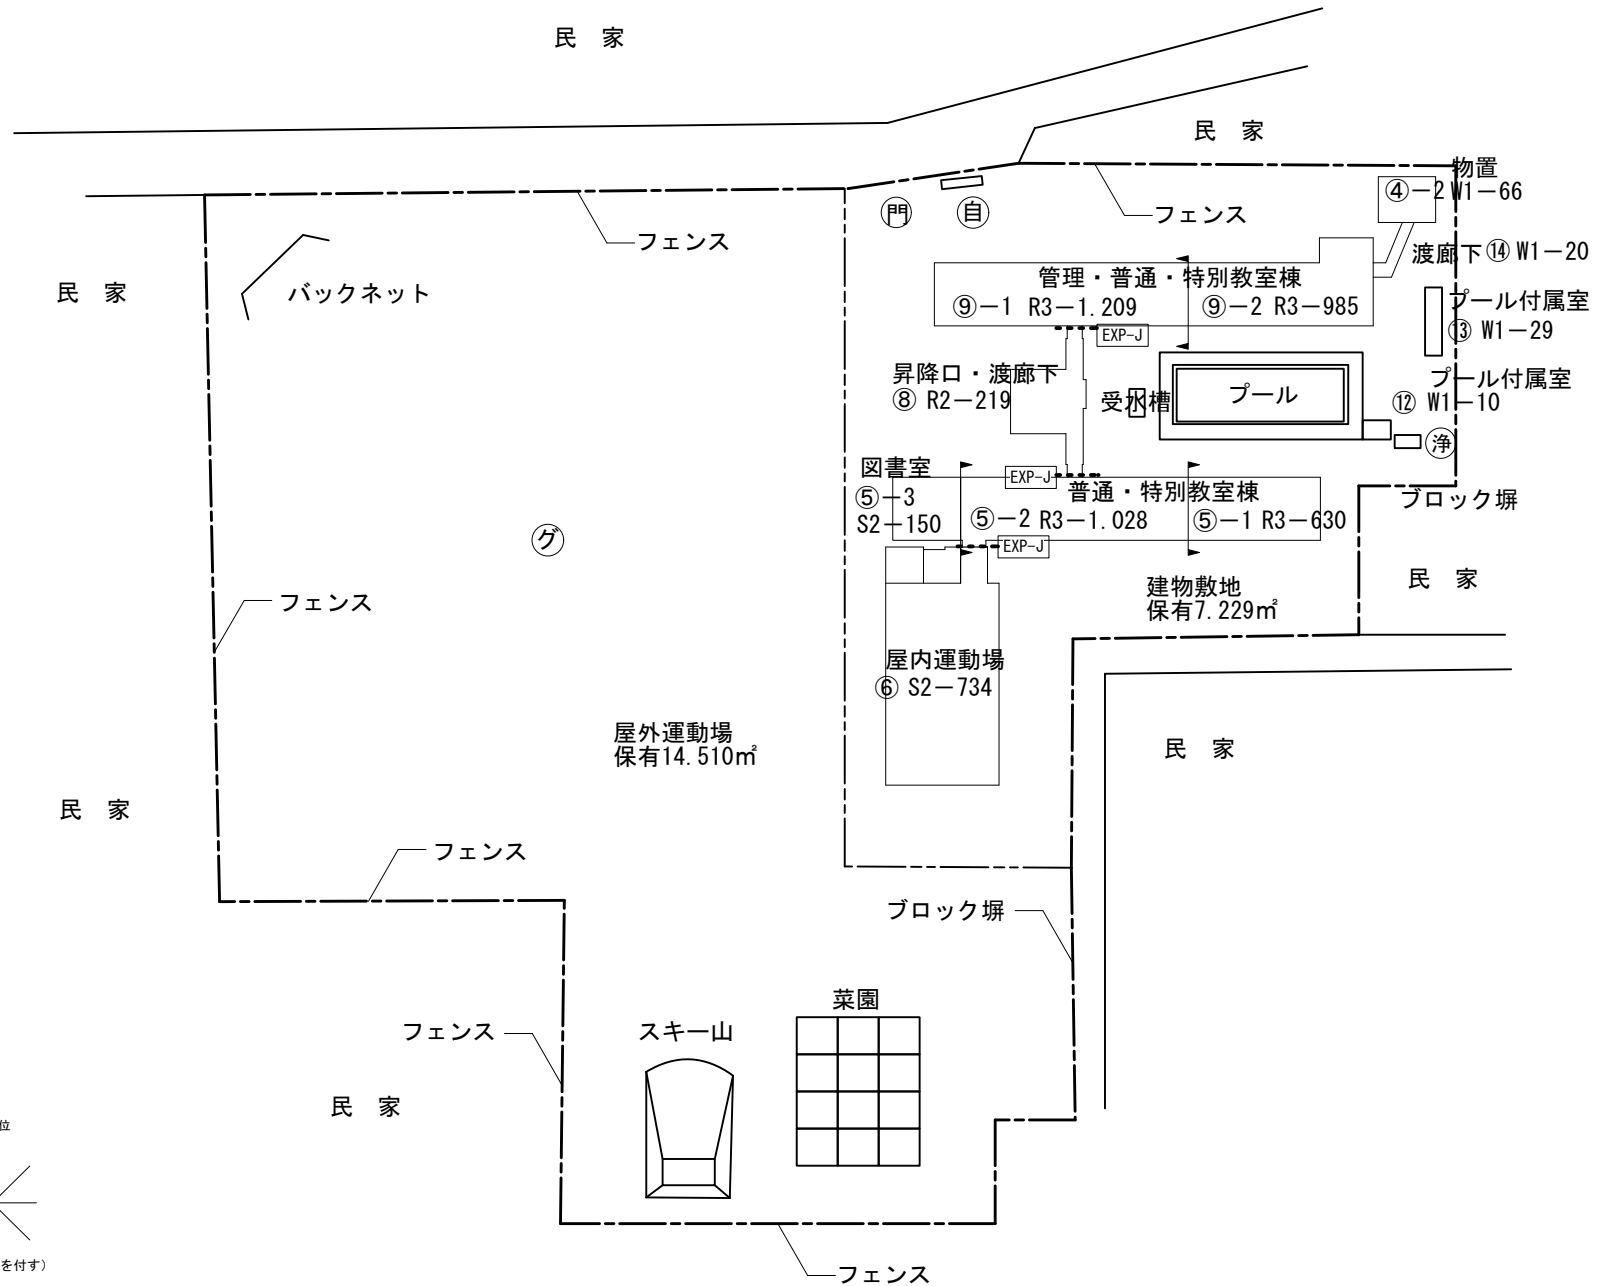 民　家
民　家
物置
④－2 W1－66
門
自
フェンス
フェンス
渡廊下 ⑭ W1－20
民　家
バックネット
管理・普通・特別教室棟
⑨－1 R3－1.209
⑨－2 R3－985
プール付属室
⑬ W1－29
EXP-J
昇降口・渡廊下
⑧ R2－219
受水槽
プール
プール付属室
⑫ W1－10
浄
図書室
⑤－3
S2－150
EXP-J
普通・特別教室棟
⑤－2 R3－1.028
⑤－1 R3－630
ブロック塀
グ
EXP-J
建物敷地
保有7.229㎡
民　家
フェンス
屋内運動場
⑥ S2－734
屋外運動場
保有14.510㎡
民　家
民　家
フェンス
ブロック塀
菜園
フェンス
スキー山
民　家
位
を付す）
フェンス